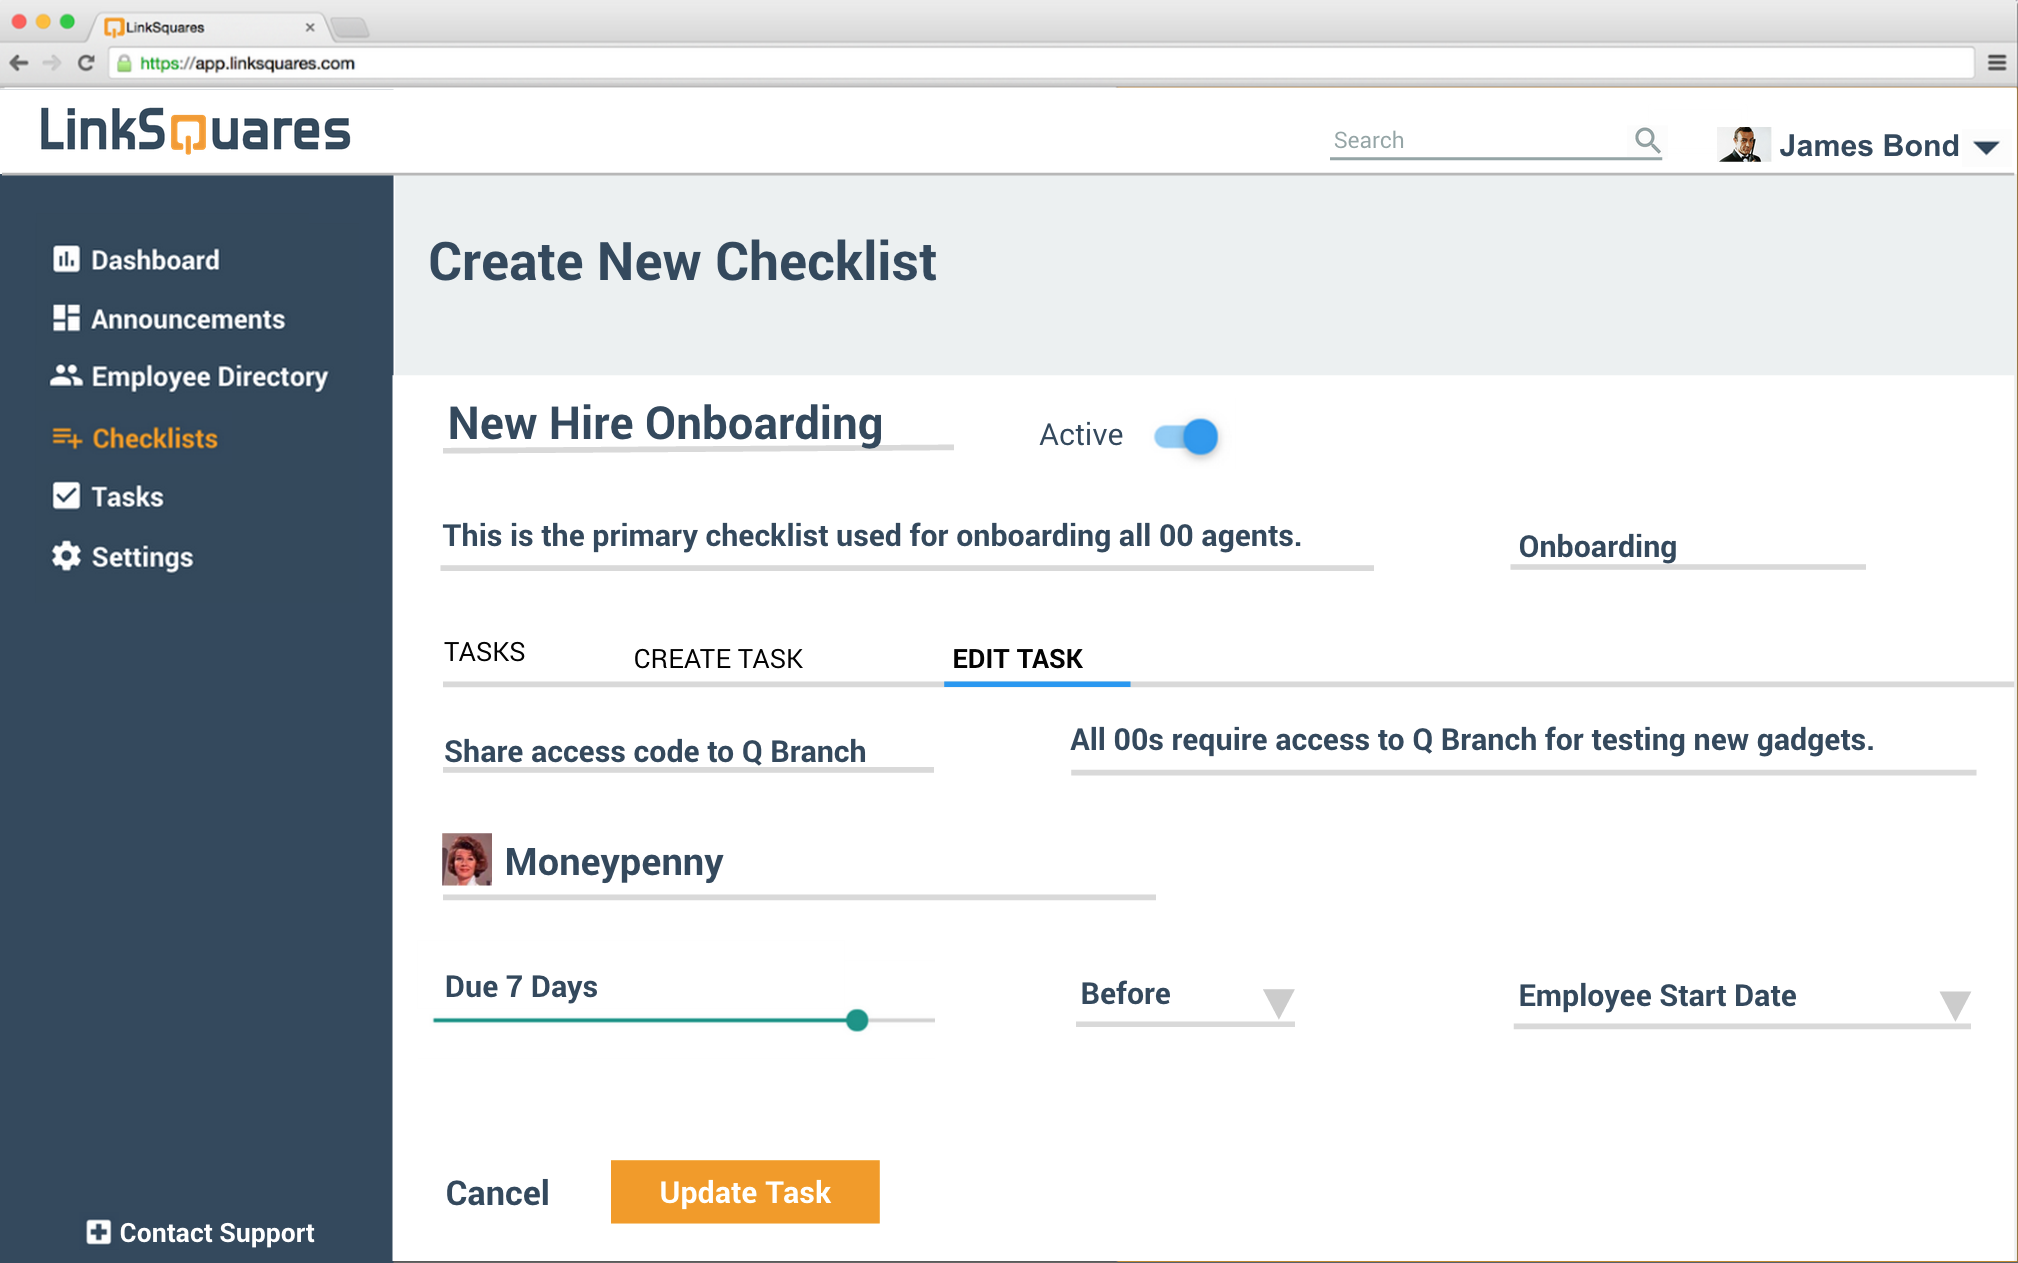 LinkSquares
https://app.linksquares.com
LinkSquares
Search
James Bond
Dashboard
Announcements
Employee Directory
Checklists
Tasks
Settings
Contact Support
Create New Checklist
New Hire Onboarding
Active
This is the primary checklist used for onboarding all 00 agents.
Onboarding
TASKS
CREATE TASK
EDIT TASK
Share access code to Q Branch
All 00s require access to Q Branch for testing new gadgets.
Moneypenny
Due 7 Days
Before
Employee Start Date
Cancel
Update Task